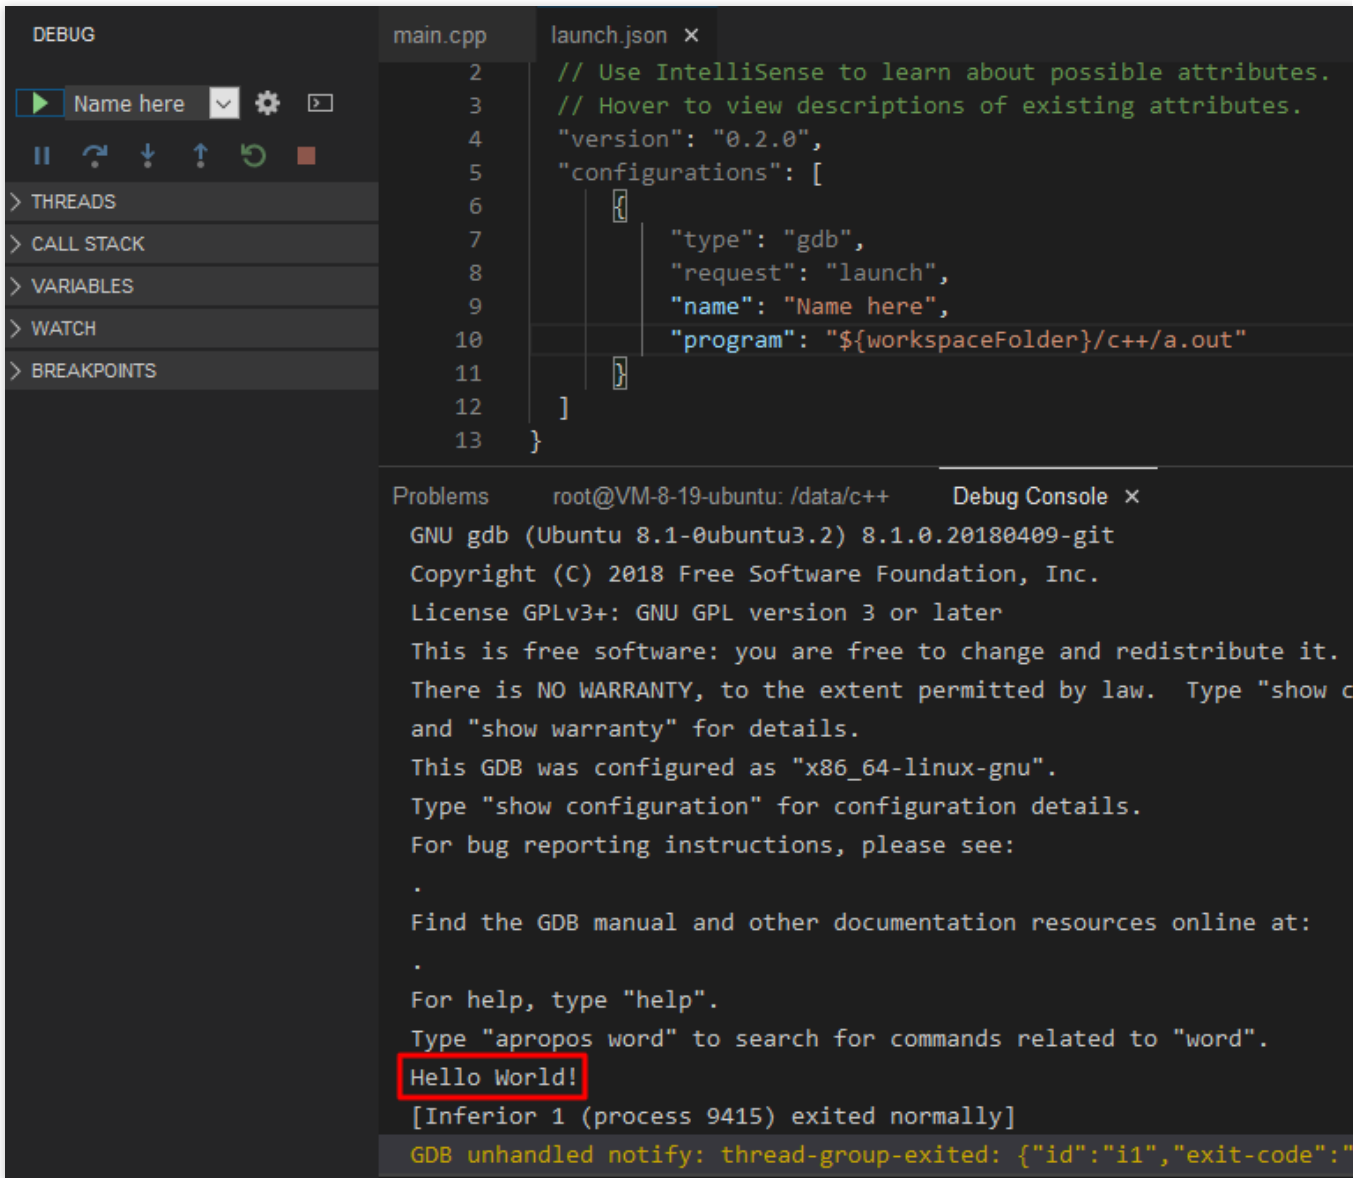 DEBUG
Name here
THREADS
CALL STACK
VARIABLES
WATCH
BREAKPOINTS
main.cpp launch.json ×
2 // Use IntelliSense to learn about possible attributes.
3 // Hover to view descriptions of existing attributes.
4 "version": "0.2.0",
5 "configurations": [
6 {
7 "type": "gdb",
8 "request": "launch",
9 "name": "Name here",
10 "program": "${workspaceFolder}/c++/a.out"
11 }
12 ]
13 }
Problems root@VM-8-19-ubuntu: /data/c++ Debug Console ×
GNU gdb (Ubuntu 8.1-0ubuntu3.2) 8.1.0.20180409-git
Copyright (C) 2018 Free Software Foundation, Inc.
License GPLv3+: GNU GPL version 3 or later
This is free software: you are free to change and redistribute it.
There is NO WARRANTY, to the extent permitted by law.  Type "show c
and "show warranty" for details.
This GDB was configured as "x86_64-linux-gnu".
Type "show configuration" for configuration details.
For bug reporting instructions, please see:
.
Find the GDB manual and other documentation resources online at:
.
For help, type "help".
Type "apropos word" to search for commands related to "word".
Hello World!
[Inferior 1 (process 9415) exited normally]
GDB unhandled notify: thread-group-exited: {"id":"i1","exit-code":"